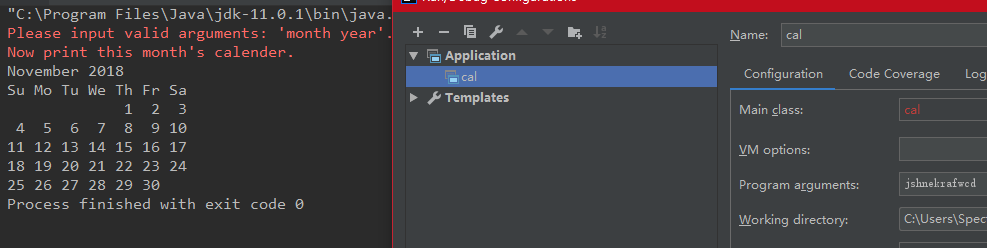 "C:\Program Files\Java\jdk-11.0.1\bin\java.
Please input valid arguments: 'month year'.
Now print this month's calender.
November 2018
Su Mo Tu We Th Fr Sa
1 2 3
4 5 6 7 8 9 10
11 12 13 14 15 16 17
18 19 20 21 22 23 24
25 26 27 28 29 30
Process finished with exit code 0
Application
cal
Templates
Name: cal
Configuration Code Coverage Log
Main class: cal
VM options:
Program arguments: jshnekrafwcd
Working directory: C:\Users\Spec